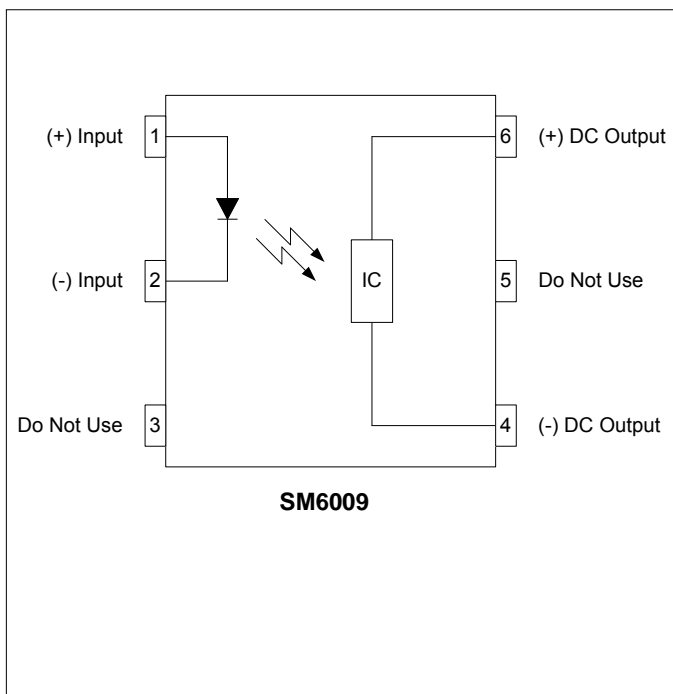 (+) Input 1
6 (+) DC Output
(-) Input 2
IC
5 Do Not Use
Do Not Use 3
4 (-) DC Output
SM6009